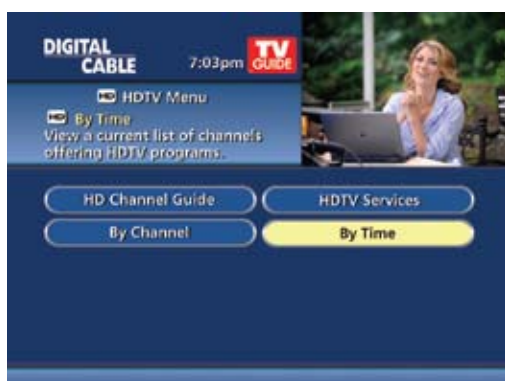 DIGITAL
CABLE
7:03pm
TV
GUIDE
HD HDTV Menu
HD By Time
View a current list of channels
offering HDTV programs.
HD Channel Guide
HDTV Services
By Channel
By Time